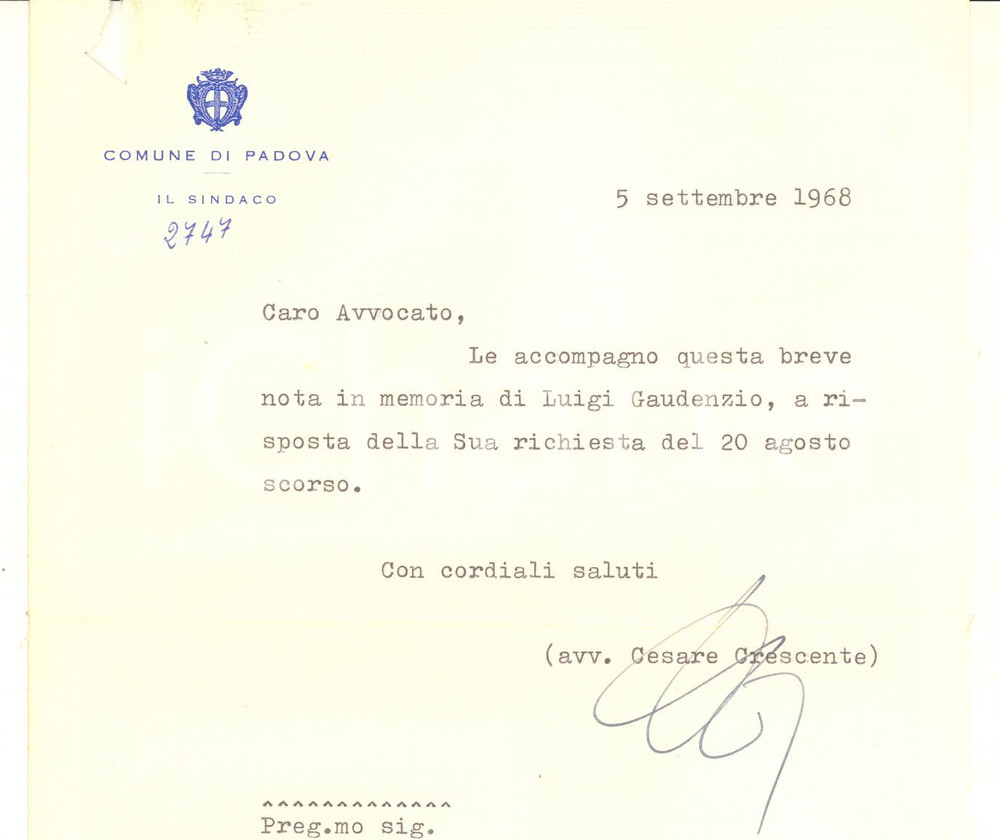 COMUNE DI PADOVA
IL SINDACO
2747
5 settembre 1968
Caro Avvocato,
Le accompagno questa breve
nota in memoria di Luigi Gaudenzio, a ri-
sposta della Sua richiesta del 20 agosto
scorso.
Con cordiali saluti
(avv. Cesare Crescente)
^^^^^^^^^^^^^
Preg.mo sig.